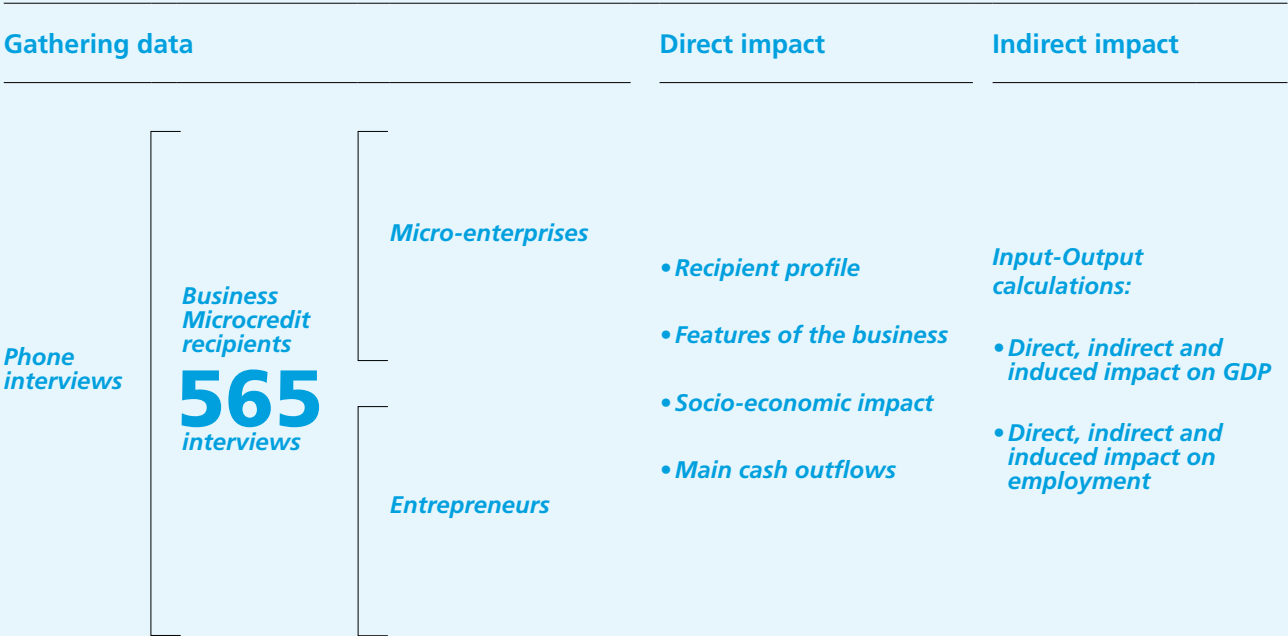 Gathering data
Direct impact
Indirect impact
Phone
interviews
Business
Microcredit
recipients
565
interviews
Micro-enterprises
Entrepreneurs
• Recipient profile
• Features of the business
• Socio-economic impact
• Main cash outflows
Input-Output
calculations:
• Direct, indirect and
induced impact on GDP
• Direct, indirect and
induced impact on
employment